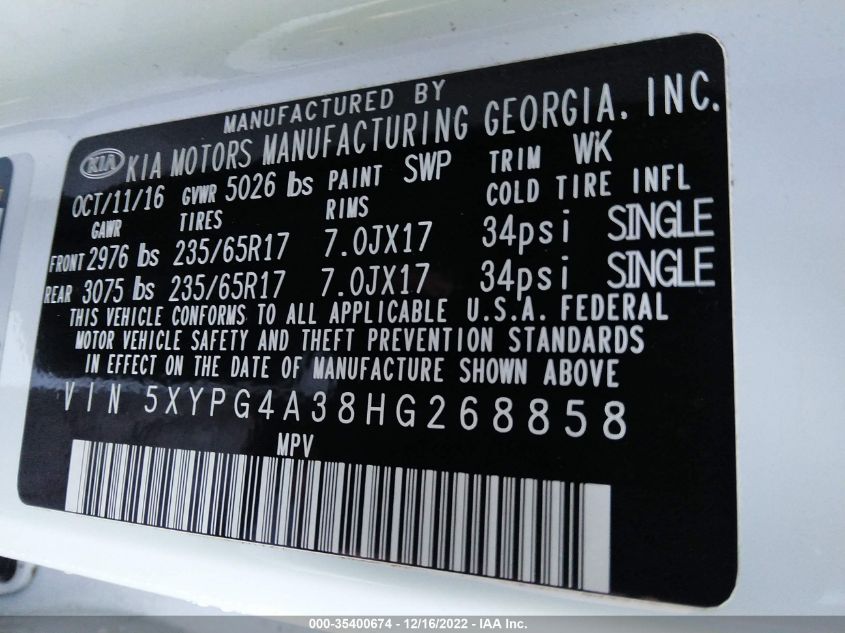 MANUFACTURED BY
KIA KIA MOTORS MANUFACTURING GEORGIA, INC.
OCT/11/16 GVWR 5026 lbs PAINT SWP TRIM WK
GAWR TIRES RIMS COLD TIRE INFL
FRONT 2976 lbs 235/65R17 7.0JX17 34psi SINGLE
REAR 3075 lbs 235/65R17 7.0JX17 34psi SINGLE
THIS VEHICLE CONFORMS TO ALL APPLICABLE U.S.A. FEDERAL
MOTOR VEHICLE SAFETY AND THEFT PREVENTION STANDARDS
IN EFFECT ON THE DATE OF MANUFACTURE SHOWN ABOVE
VIN 5XYPG4A38HG268858
MPV
000-35400674 - 12/16/2022 - IAA Inc.